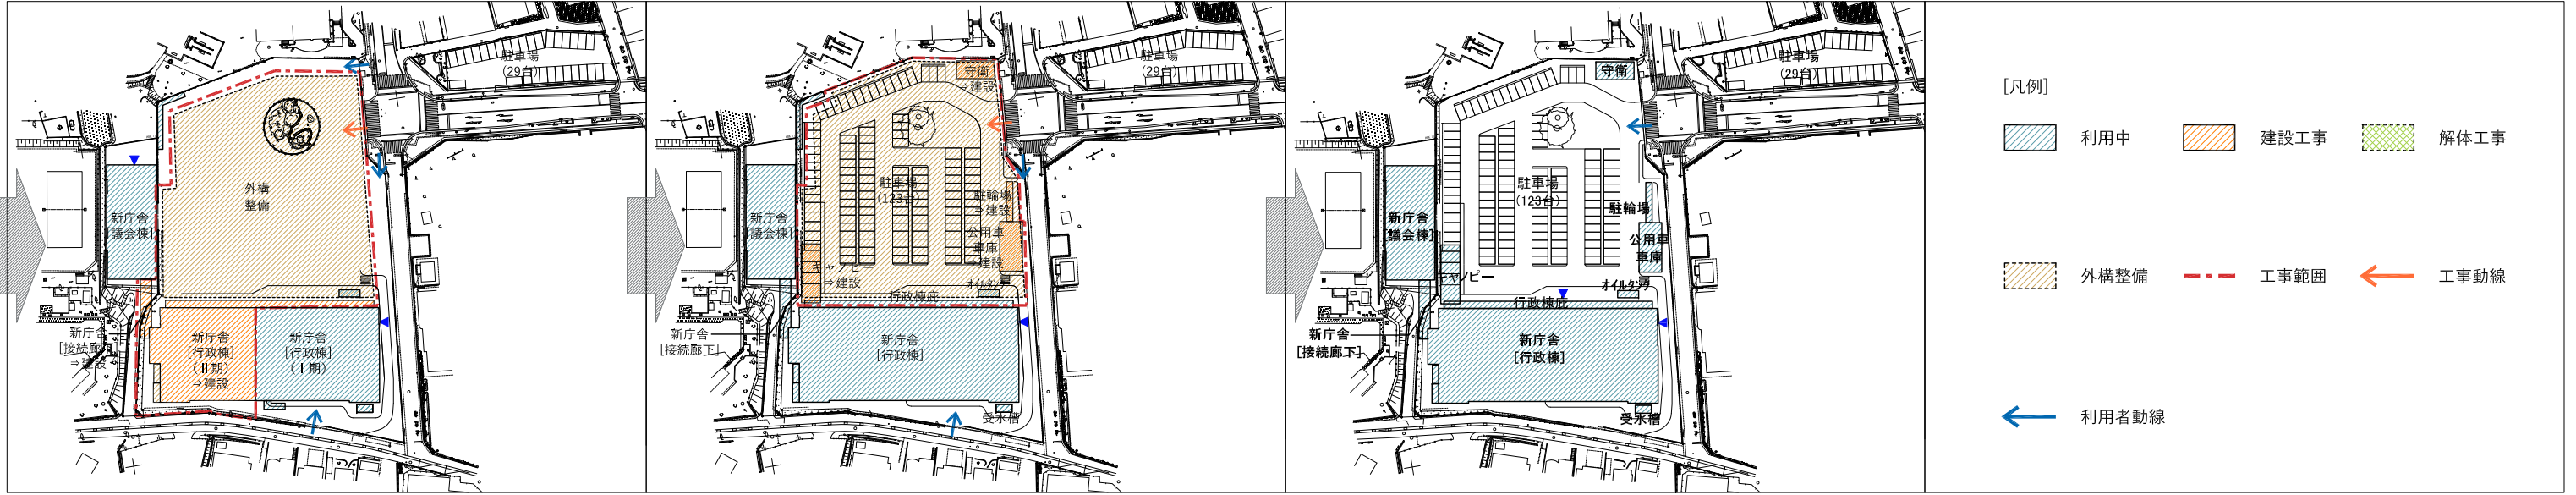 駐車場
(29台)
外構
整備
新庁舎
[議会棟]
新庁舎
[接続廊下]
⇒建設
新庁舎
[行政棟]
(Ⅱ期)
⇒建設
新庁舎
[行政棟]
(Ⅰ期)
駐車場
(29台)
守衛
⇒建設
駐車場
(123台)
駐輪場
⇒建設
新庁舎
[議会棟]
公用車
車庫
⇒建設
キャノピー
⇒建設
オイルタンク
行政棟庇
新庁舎
[接続廊下]
新庁舎
[行政棟]
受水槽
駐車場
(29台)
守衛
駐車場
(123台)
駐輪場
新庁舎
[議会棟]
公用車
車庫
キャノピー
オイルタンク
行政棟庇
新庁舎
[接続廊下]
新庁舎
[行政棟]
受水槽
[凡例]
利用中
建設工事
解体工事
外構整備
工事範囲
工事動線
利用者動線